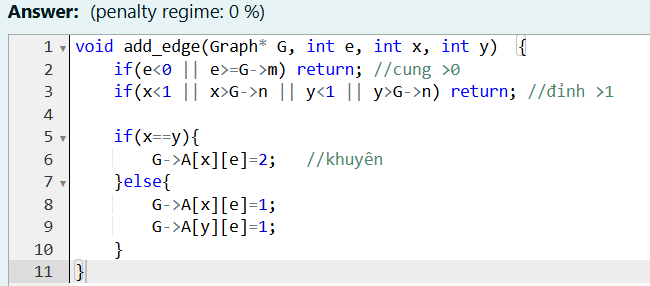 Answer: (penalty regime: 0 %)
1 void add_edge(Graph* G, int e, int x, int y) {
2 if(e<0 || e>=G->m) return; //cung >0
3 if(x<1 || x>G->n || y<1 || y>G->n) return; //đỉnh >1
4
5 if(x==y){
6 G->A[x][e]=2; //khuyên
7 }else{
8 G->A[x][e]=1;
9 G->A[y][e]=1;
10 }
11 }